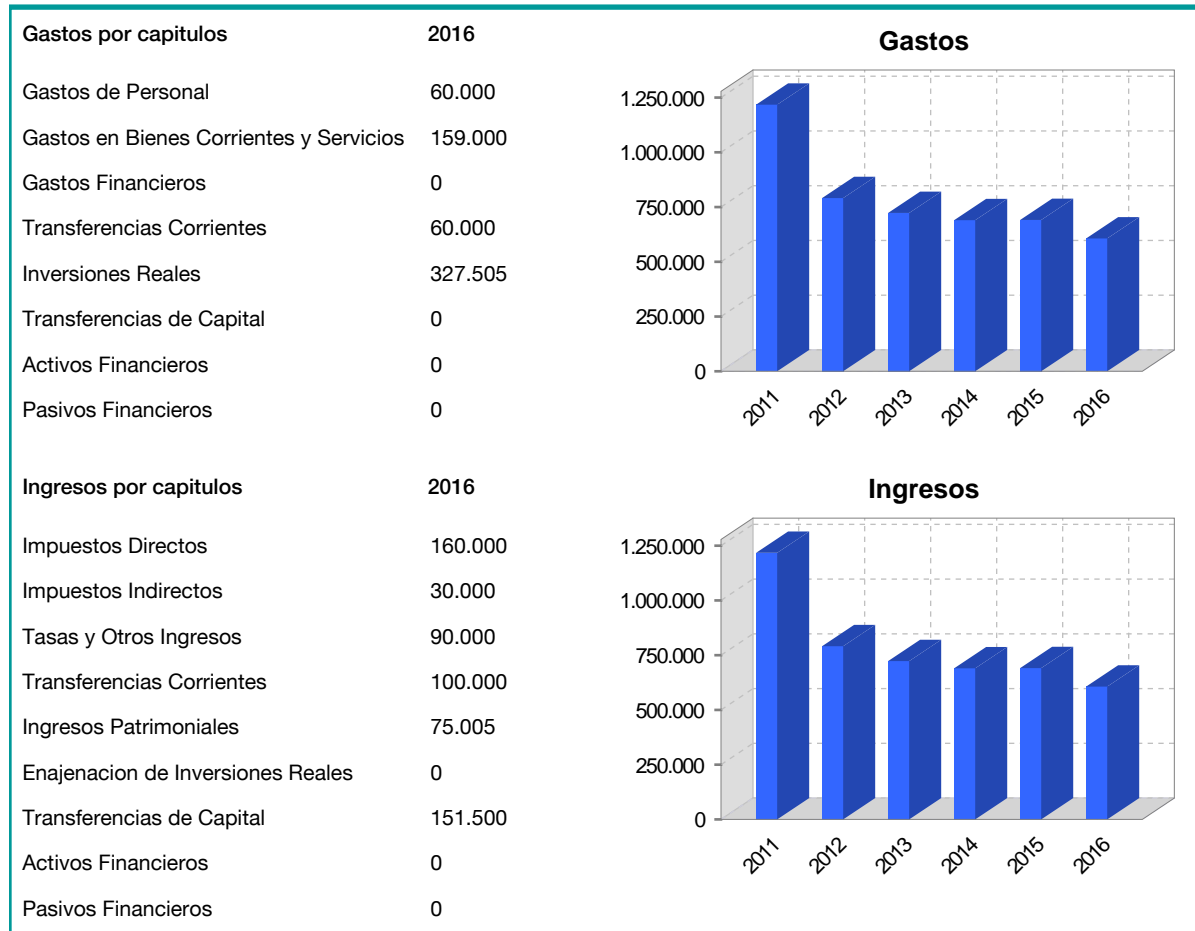 Gastos por capitulos 2016
Gastos de Personal 60.000
Gastos en Bienes Corrientes y Servicios 159.000
Gastos Financieros 0
Transferencias Corrientes 60.000
Inversiones Reales 327.505
Transferencias de Capital 0
Activos Financieros 0
Pasivos Financieros 0
Gastos
1.250.000
1.000.000
750.000
500.000
250.000
0
2011 2012 2013 2014 2015 2016
Ingresos por capitulos 2016
Impuestos Directos 160.000
Impuestos Indirectos 30.000
Tasas y Otros Ingresos 90.000
Transferencias Corrientes 100.000
Ingresos Patrimoniales 75.005
Enajenacion de Inversiones Reales 0
Transferencias de Capital 151.500
Activos Financieros 0
Pasivos Financieros 0
Ingresos
1.250.000
1.000.000
750.000
500.000
250.000
0
2011 2012 2013 2014 2015 2016